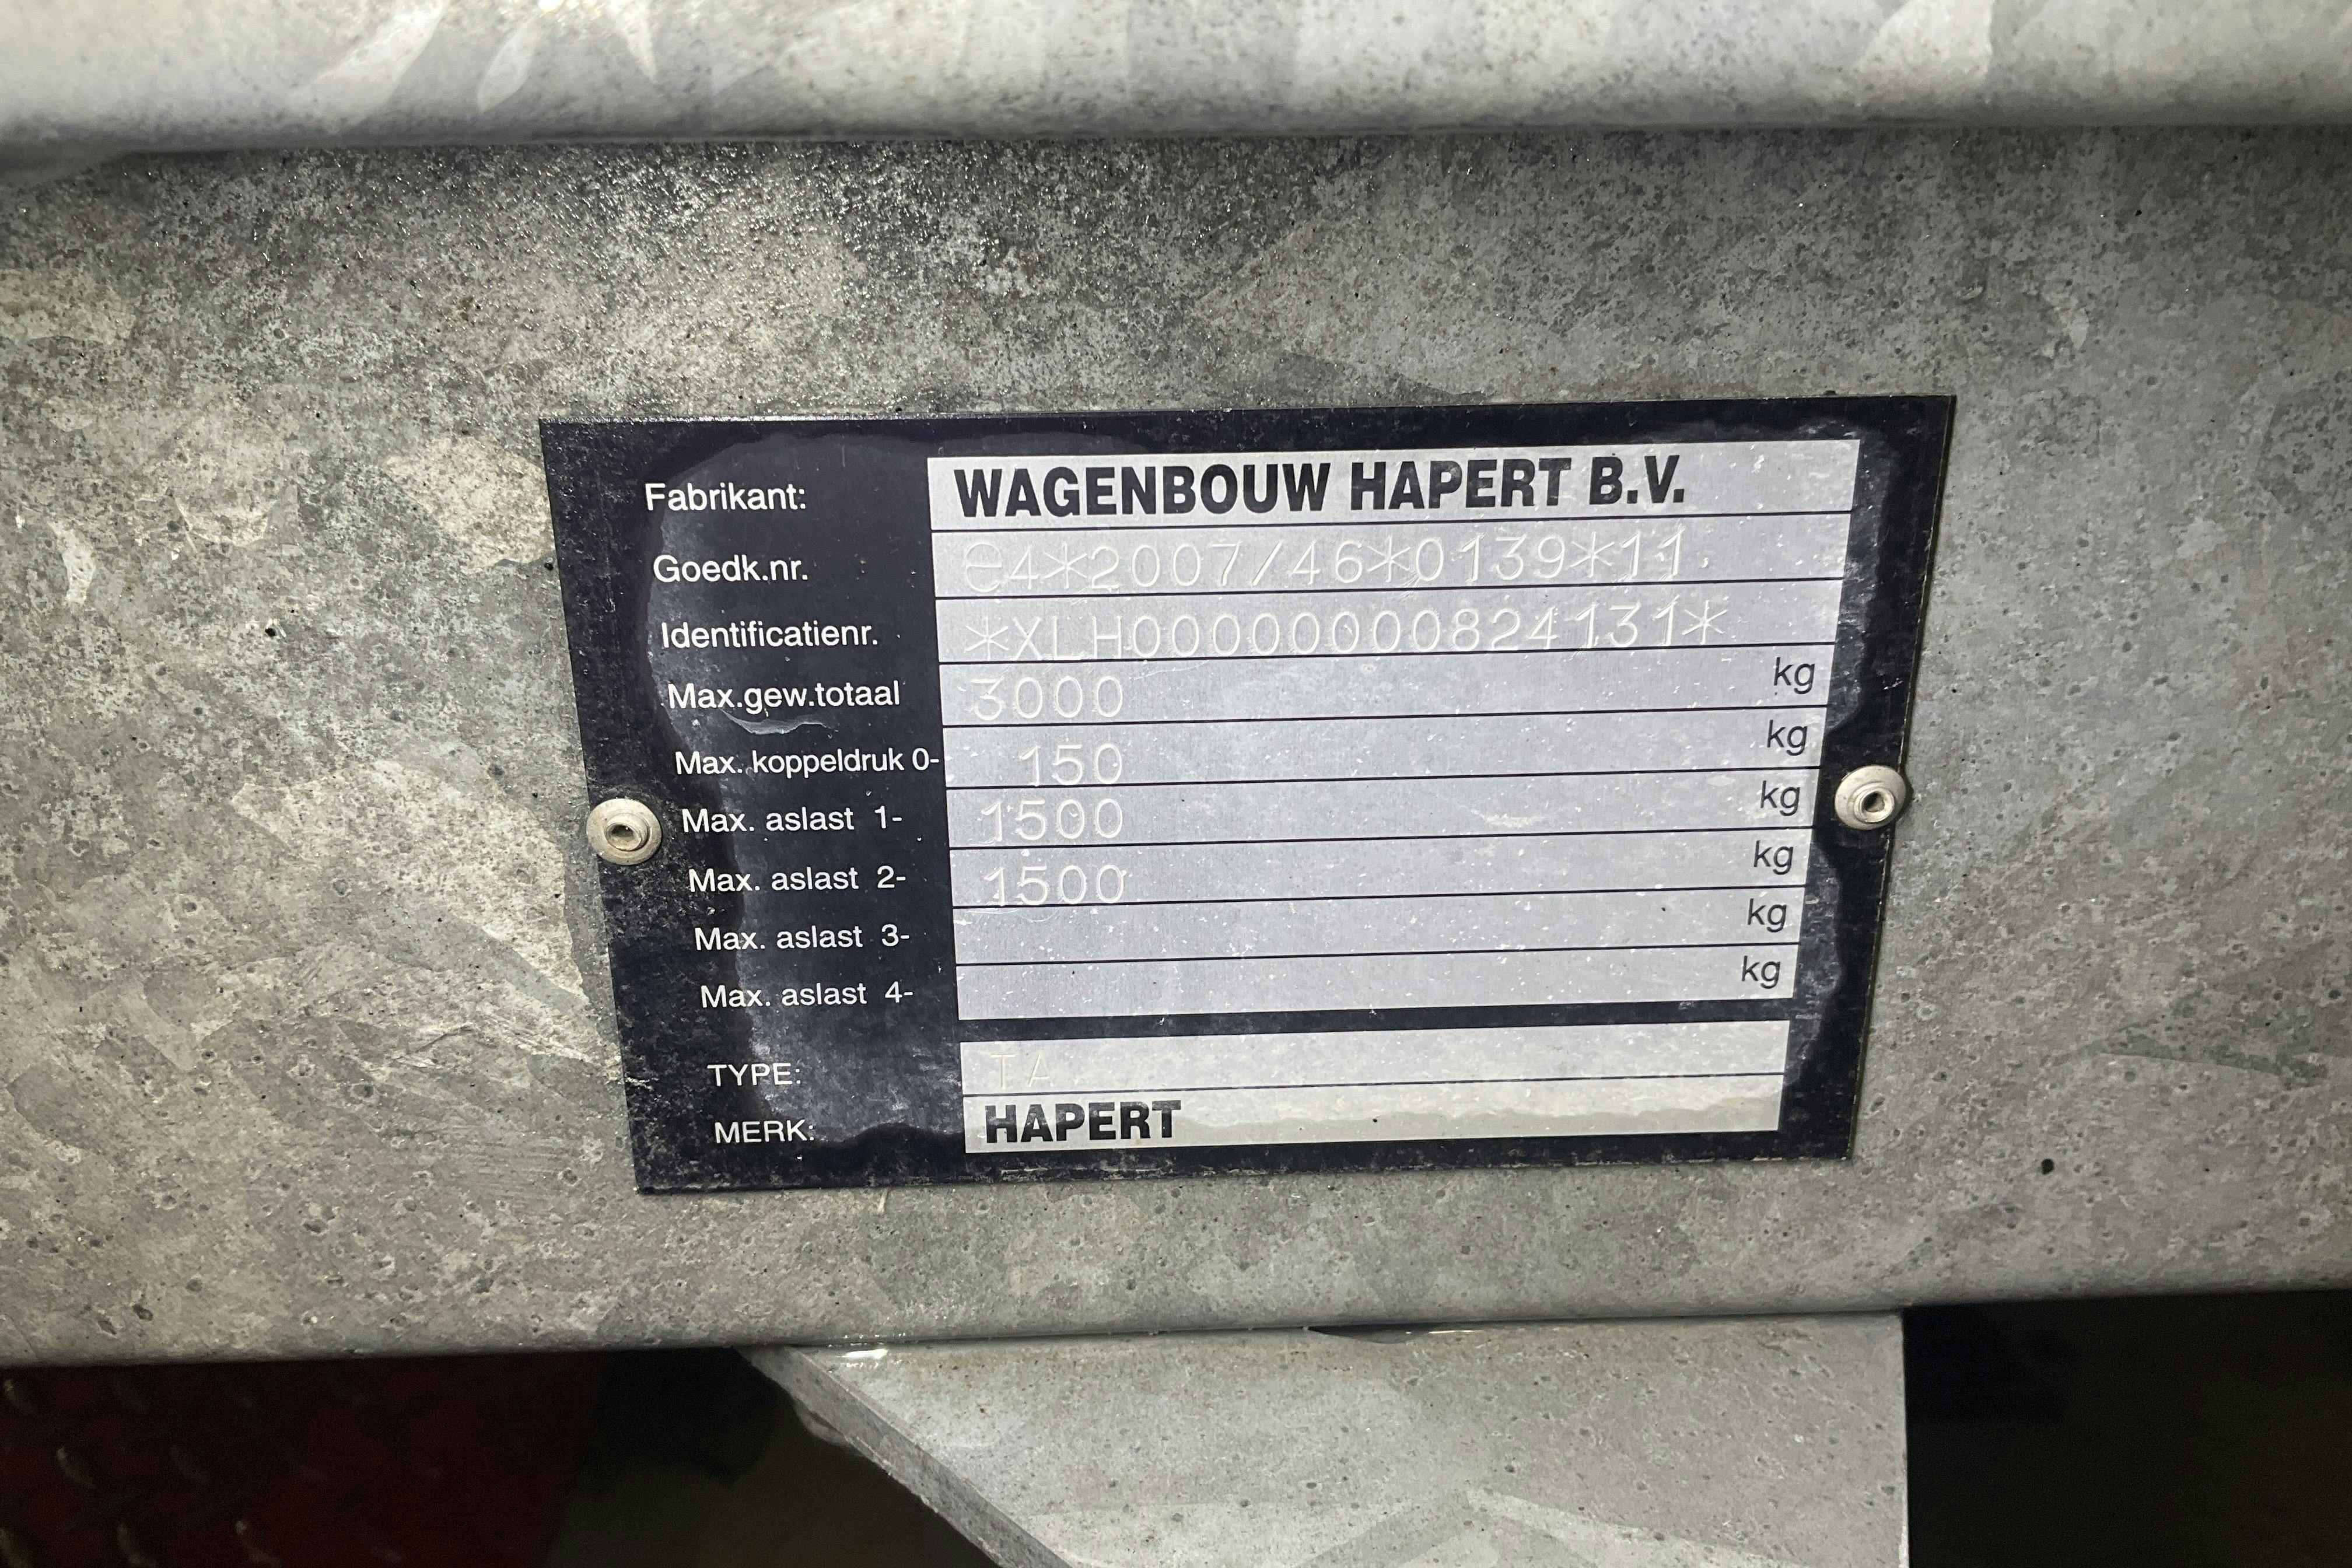 Fabrikant: WAGENBOUW HAPERT B.V.
Goedk.nr. e4*2007/46*0139*11
Identificatienr. *XLH00000000824131*
Max.gew.totaal 3000 kg
Max. koppeldruk 0- 150 kg
Max. aslast 1- 1500 kg
Max. aslast 2- 1500 kg
Max. aslast 3- kg
Max. aslast 4- kg
TYPE: TA
MERK: HAPERT